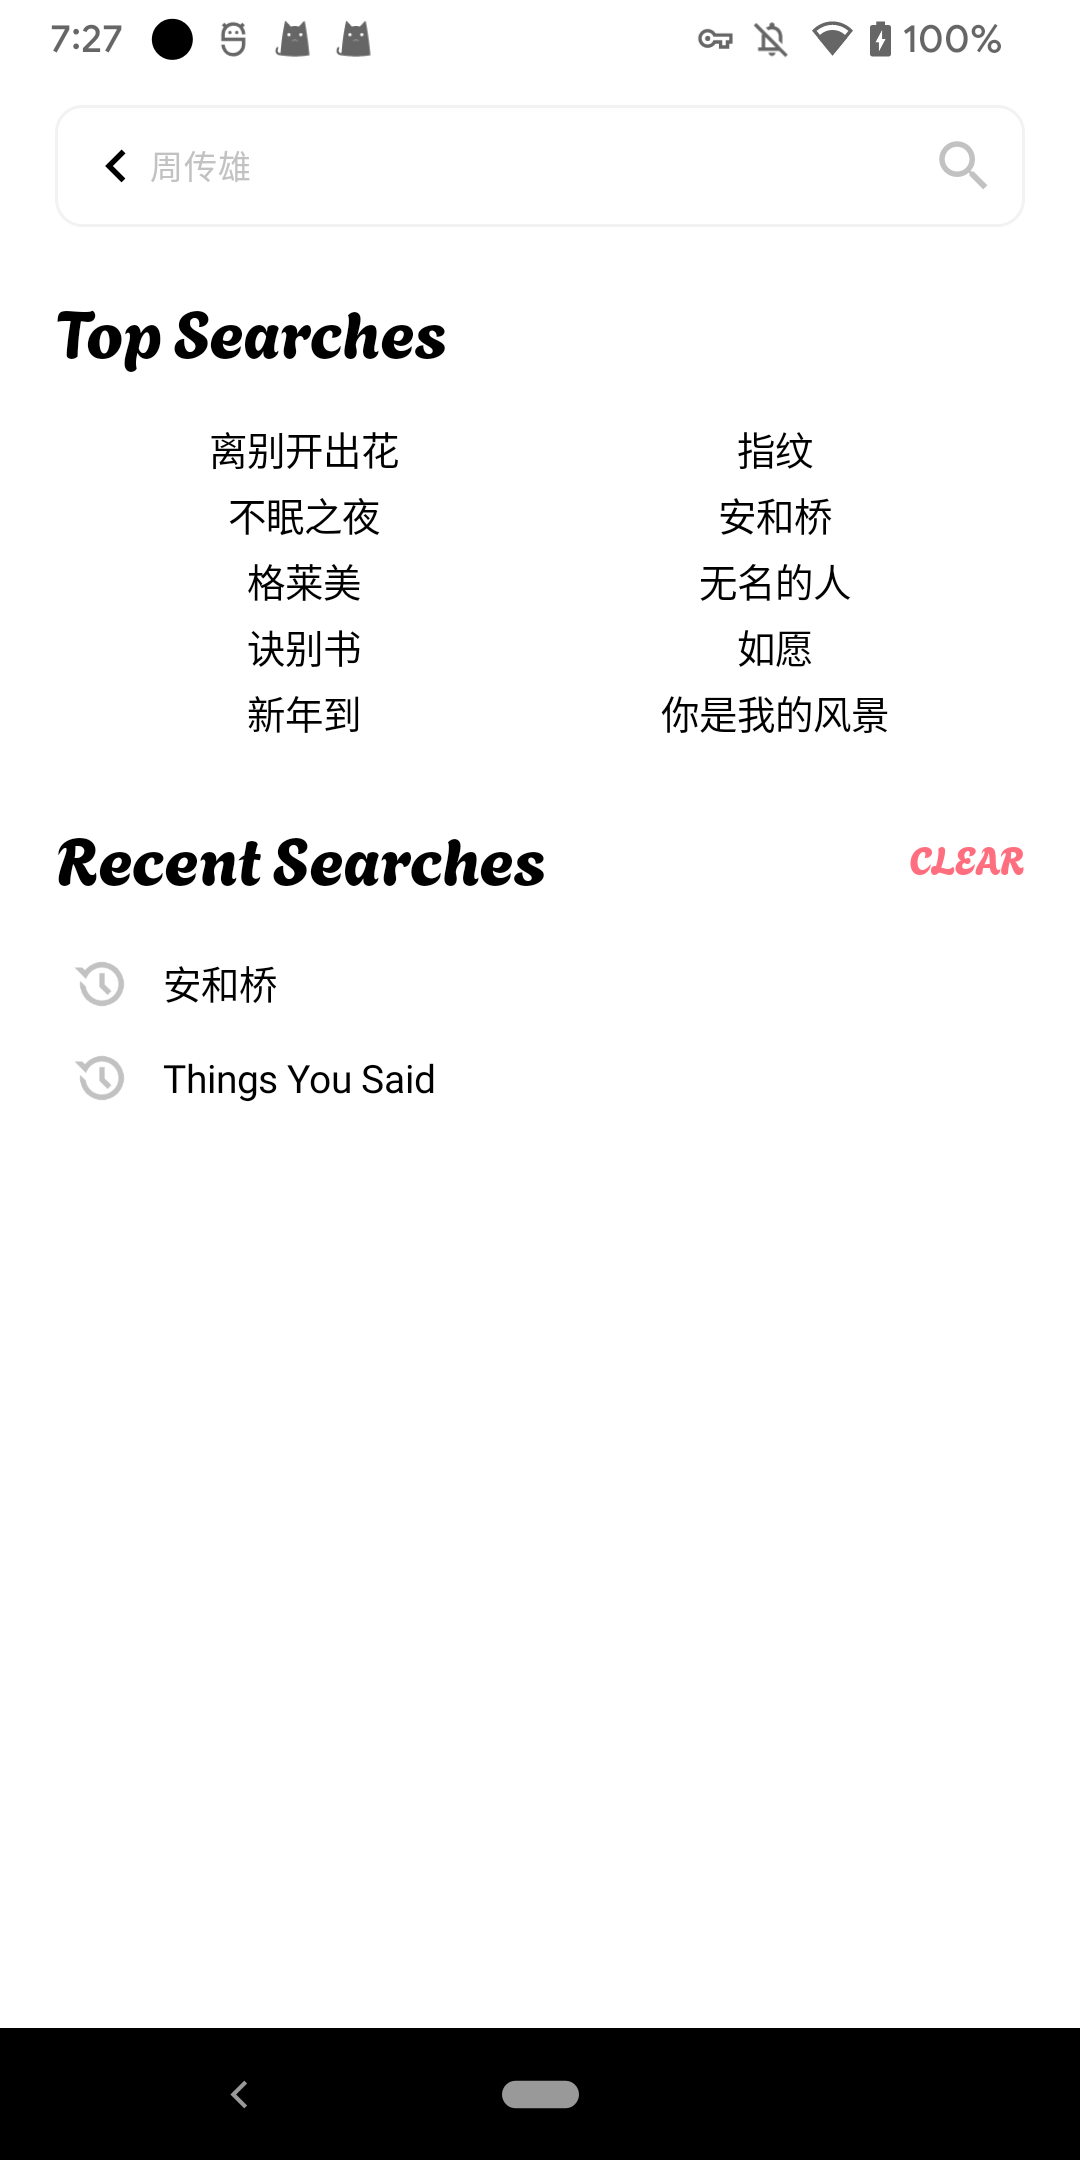 7:27 100%
周传雄
Top Searches
离别开出花 指纹
不眠之夜 安和桥
格莱美 无名的人
诀别书 如愿
新年到 你是我的风景
Recent Searches CLEAR
安和桥
Things You Said